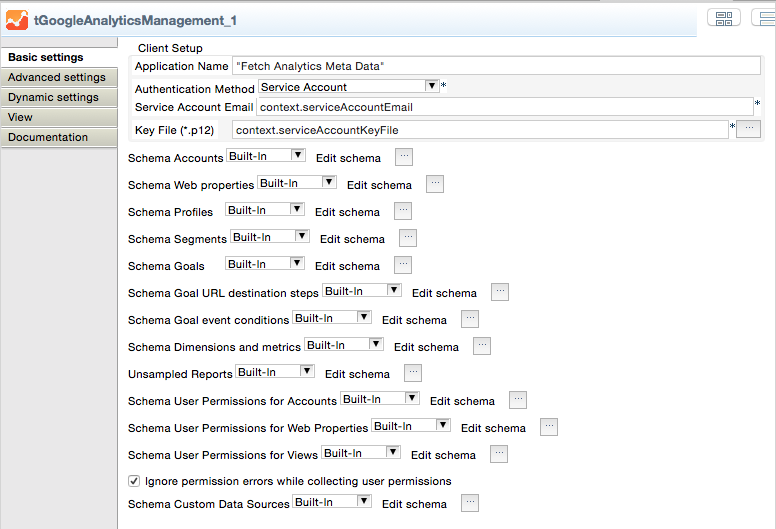 tGoogleAnalyticsManagement_1
Basic settings
Advanced settings
Dynamic settings
View
Documentation
Client Setup
Application Name "Fetch Analytics Meta Data"
Authentication Method Service Account *
Service Account Email context.serviceAccountEmail *
Key File (*.p12) context.serviceAccountKeyFile * ...
Schema Accounts Built-In Edit schema ...
Schema Web properties Built-In Edit schema ...
Schema Profiles Built-In Edit schema ...
Schema Segments Built-In Edit schema ...
Schema Goals Built-In Edit schema ...
Schema Goal URL destination steps Built-In Edit schema ...
Schema Goal event conditions Built-In Edit schema ...
Schema Dimensions and metrics Built-In Edit schema ...
Unsampled Reports Built-In Edit schema ...
Schema User Permissions for Accounts Built-In Edit schema ...
Schema User Permissions for Web Properties Built-In Edit schema ...
Schema User Permissions for Views Built-In Edit schema ...
Ignore permission errors while collecting user permissions
Schema Custom Data Sources Built-In Edit schema ...